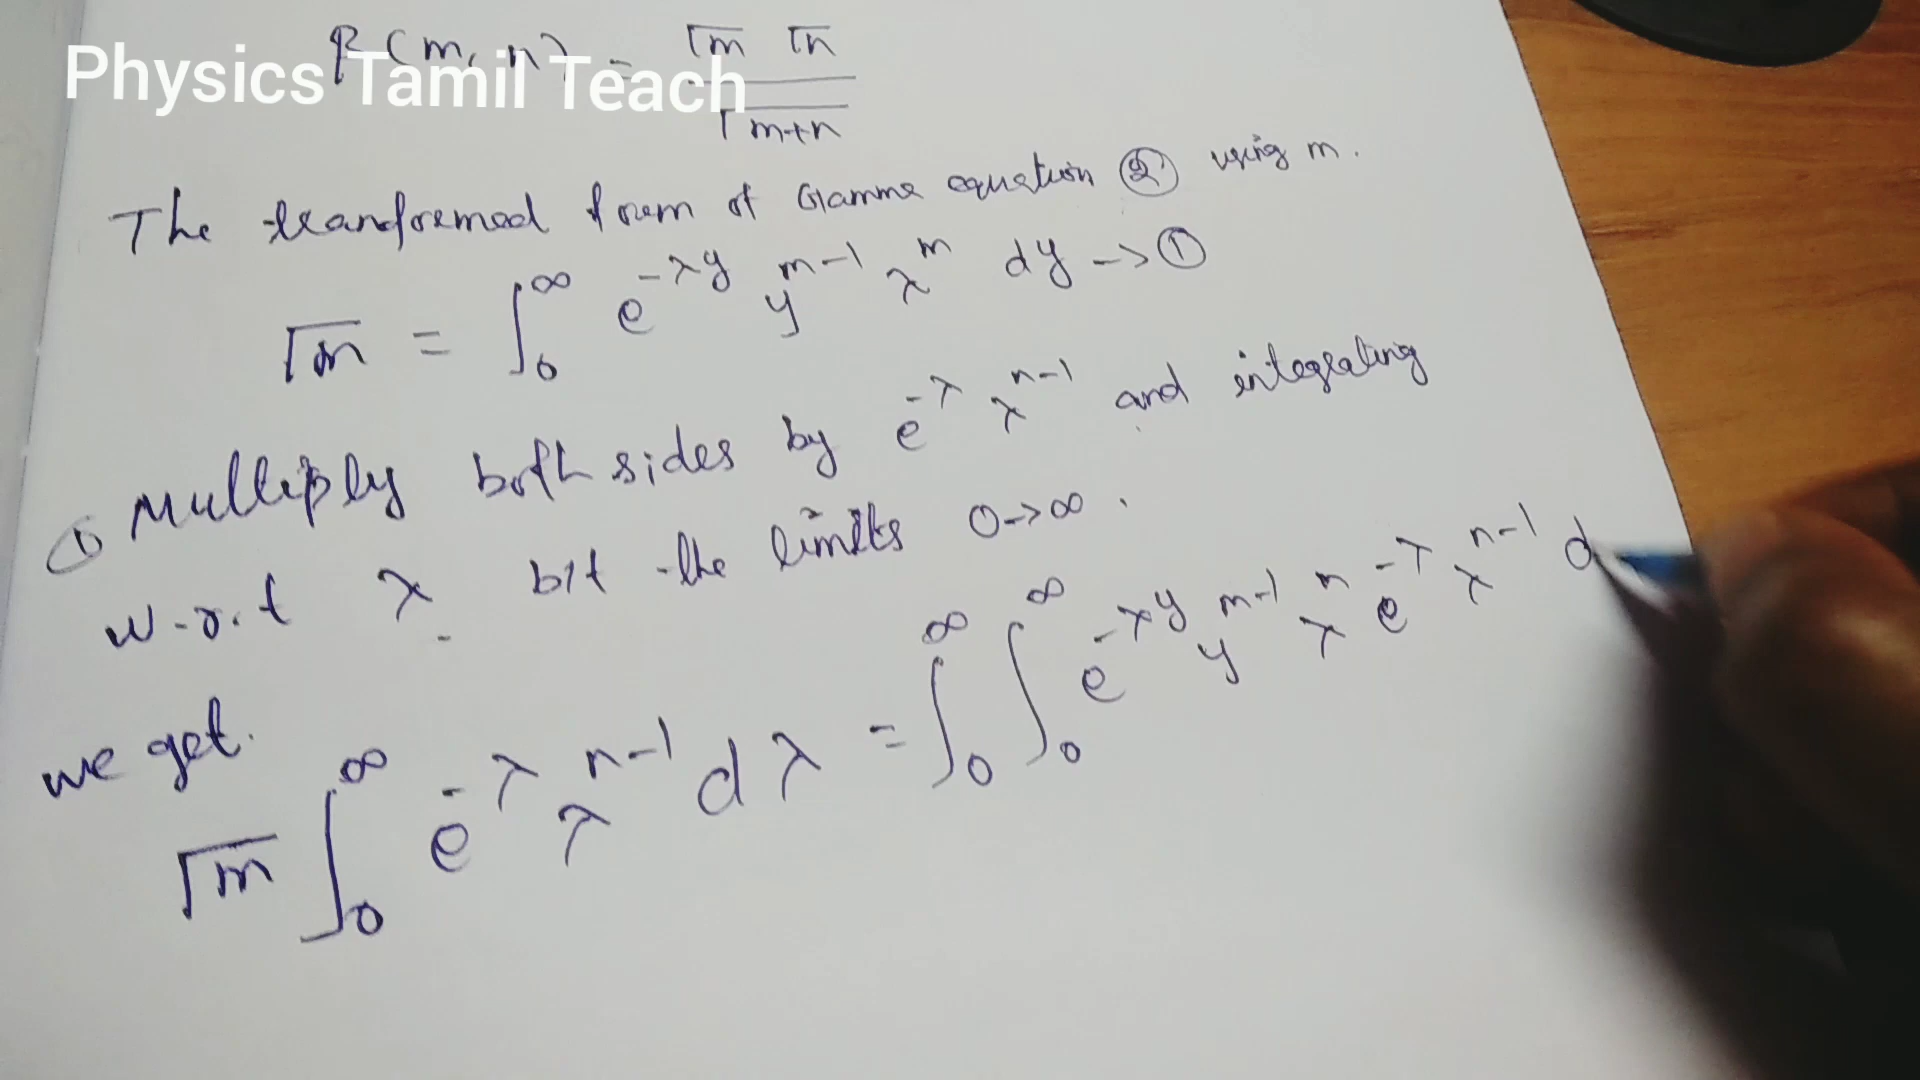 β(m, n) = Γm Γn / Γm+n
Physics Tamil Teach
The transformed form of Gamma equation ② using m.
Γm = ∫₀^∞ e^-λy y^m-1 λ^m dy → ①
① Multiply both sides by e^-λ λ^n-1 and integrating
w.r.t λ b/t the limits 0→∞.
we get.
Γm ∫₀^∞ e^-λ λ^n-1 dλ = ∫₀^∞ ∫₀^∞ e^-λy y^m-1 λ^m e^-λ λ^n-1 d